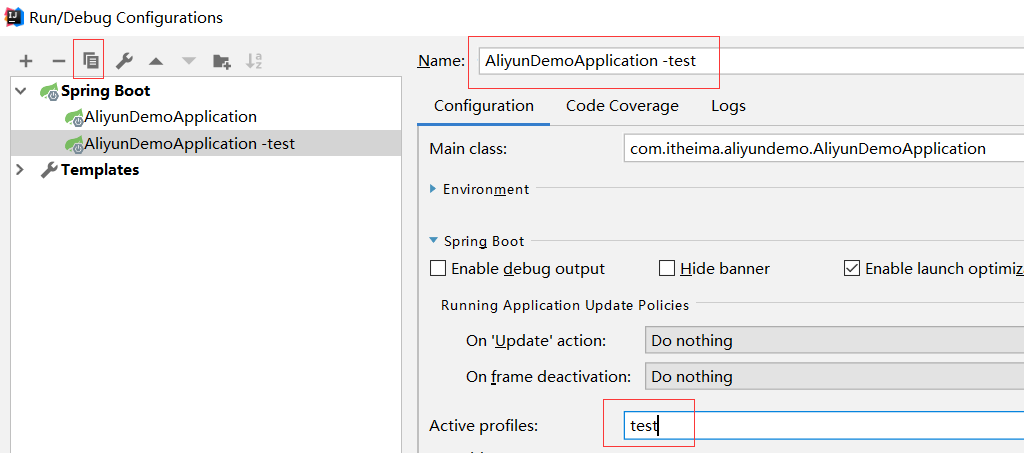 Run/Debug Configurations
Name: AliyunDemoApplication -test
Spring Boot
AliyunDemoApplication
AliyunDemoApplication -test
Templates
Configuration Code Coverage Logs
Main class: com.itheima.aliyundemo.AliyunDemoApplication
Environment
Spring Boot
Enable debug output Hide banner Enable launch optimiz
Running Application Update Policies
On 'Update' action: Do nothing
On frame deactivation: Do nothing
Active profiles: test